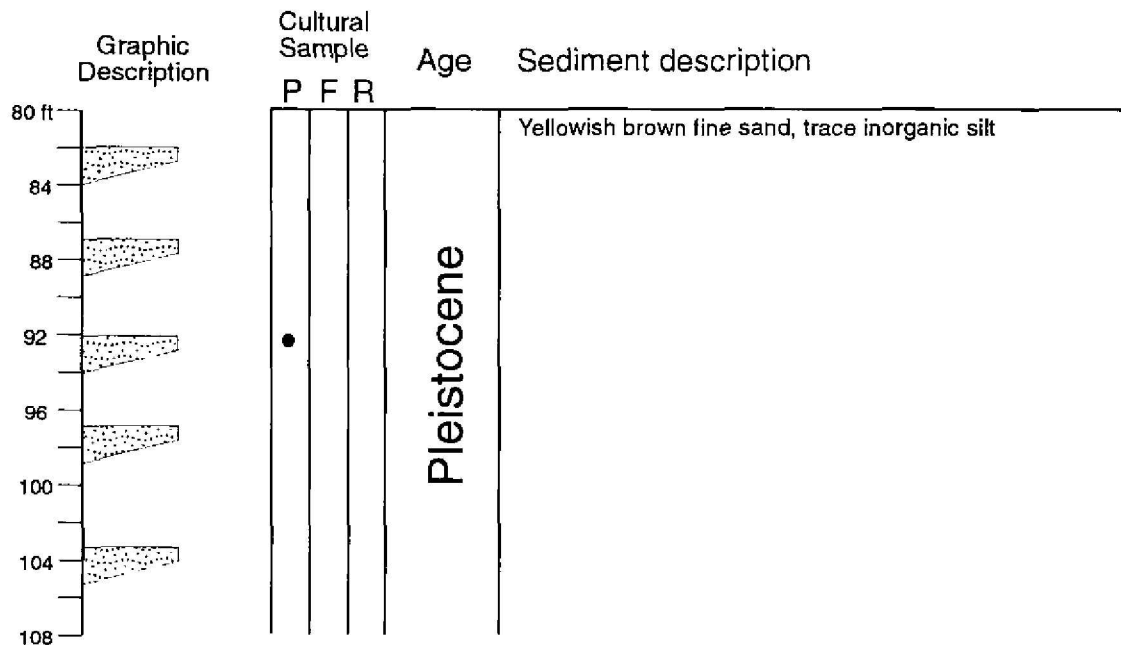 Graphic
Description
Cultural
Sample
P F R
Age
Sediment description
80 ft
84
88
92
96
100
104
108
Pleistocene
Yellowish brown fine sand, trace inorganic silt